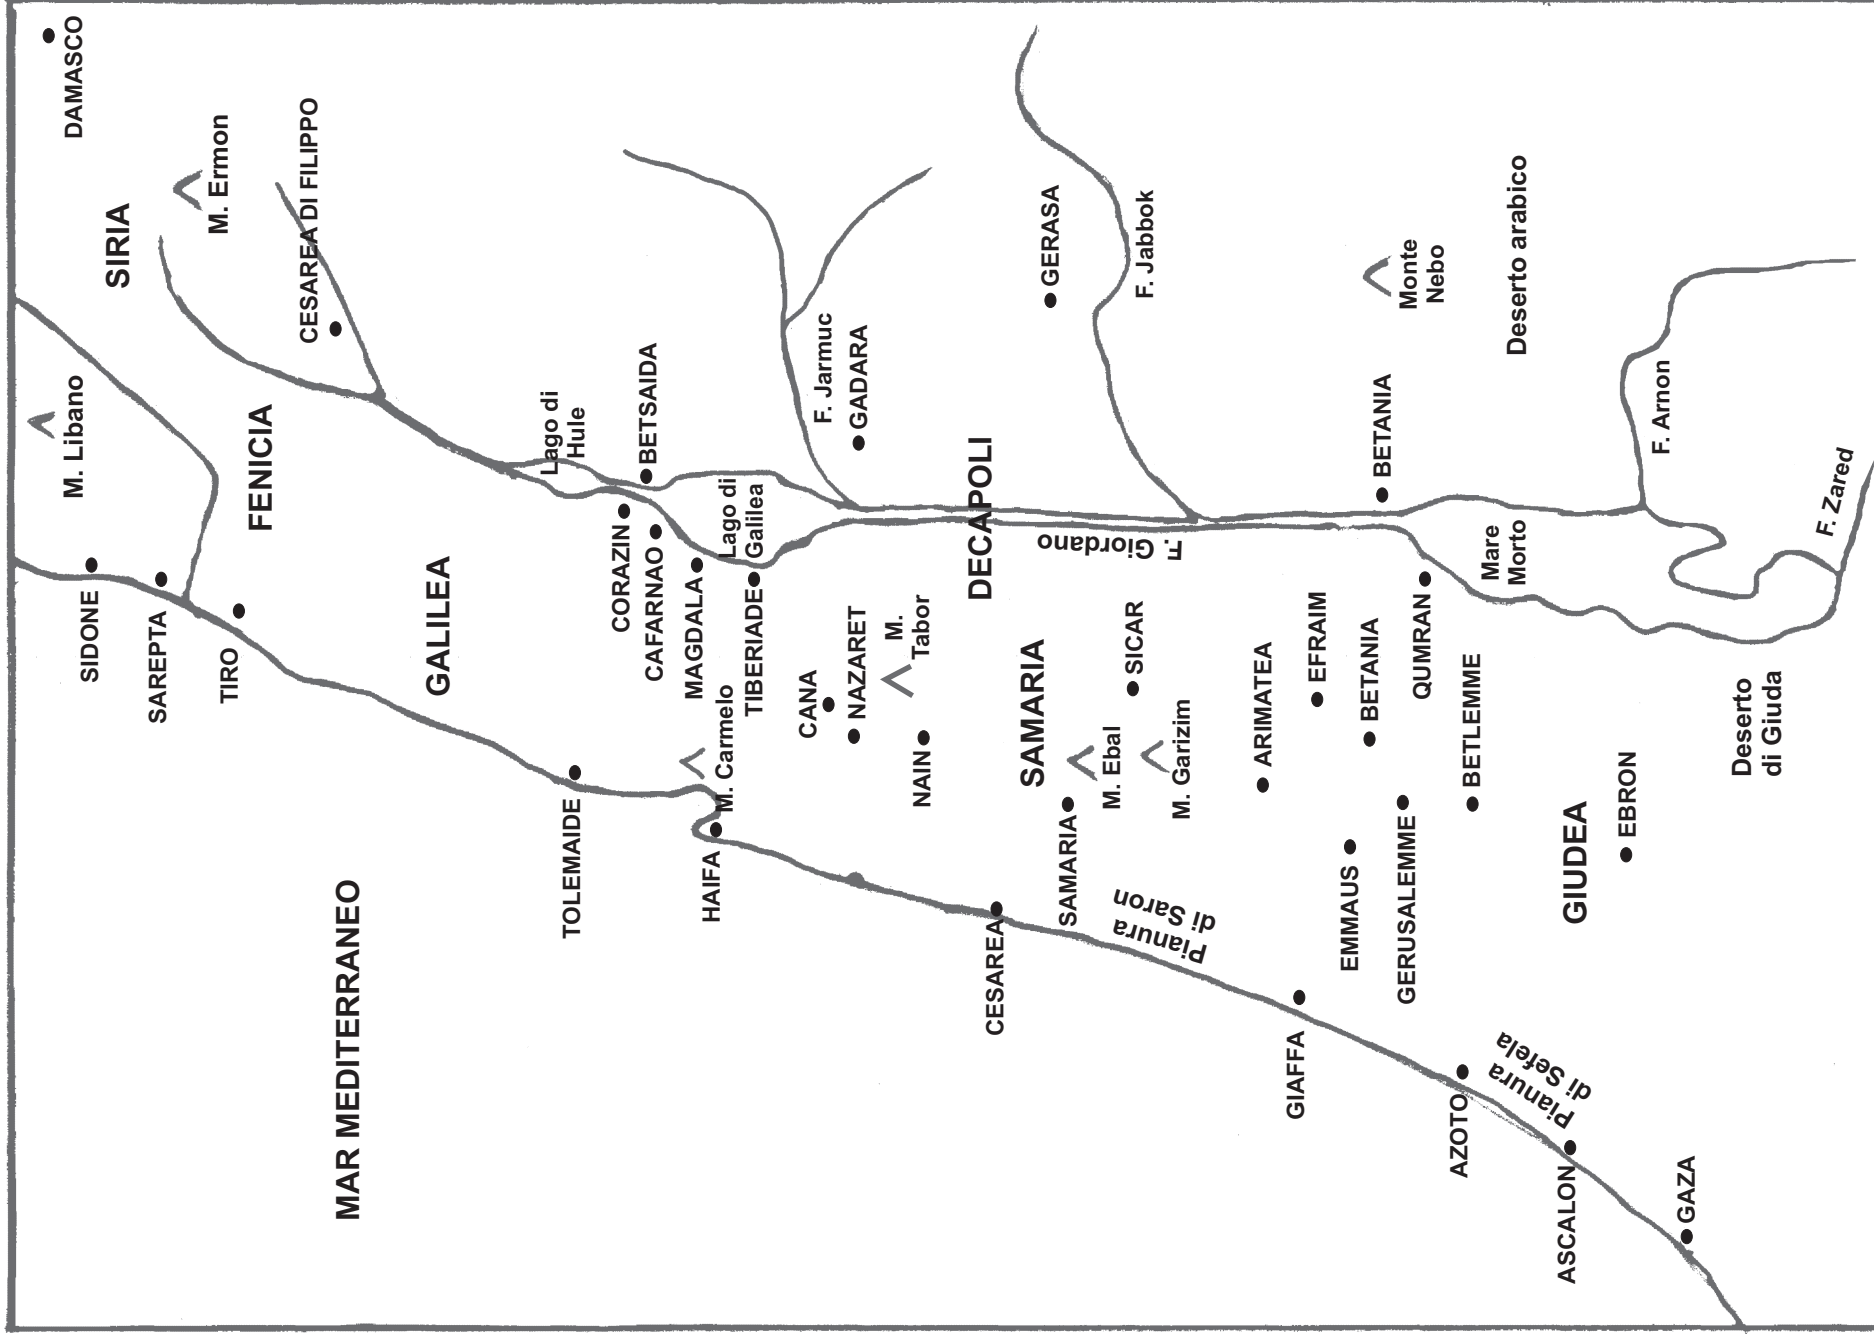 DAMASCO
SIRIA
M. Ermon
M. Libano
CESAREA DI FILIPPO
FENICIA
SIDONE
SAREPTA
TIRO
GALILEA
Lago di
Hule
BETSAIDA
CORAZIN
CAFARNAO
MAGDALA
TIBERIADE
Lago di
Galilea
F. Jarmuc
GADARA
MAR MEDITERRANEO
TOLEMAIDE
HAIFA
M. Carmelo
CANA
NAZARET
M.
Tabor
NAIN
DECAPOLI
GERASA
F. Jabbok
F. Giordano
CESAREA
SAMARIA
SAMARIA
M. Ebal
M. Garizim
SICAR
Pianura
di Saron
ARIMATEA
EFRAIM
GIAFFA
EMMAUS
BETANIA
BETANIA
GERUSALEMME
QUMRAN
Monte
Nebo
BETLEMME
Mare
Morto
Deserto arabico
AZOTO
Pianura
di Sefela
ASCALON
GIUDEA
EBRON
GAZA
F. Arnon
Deserto
di Giuda
F. Zared